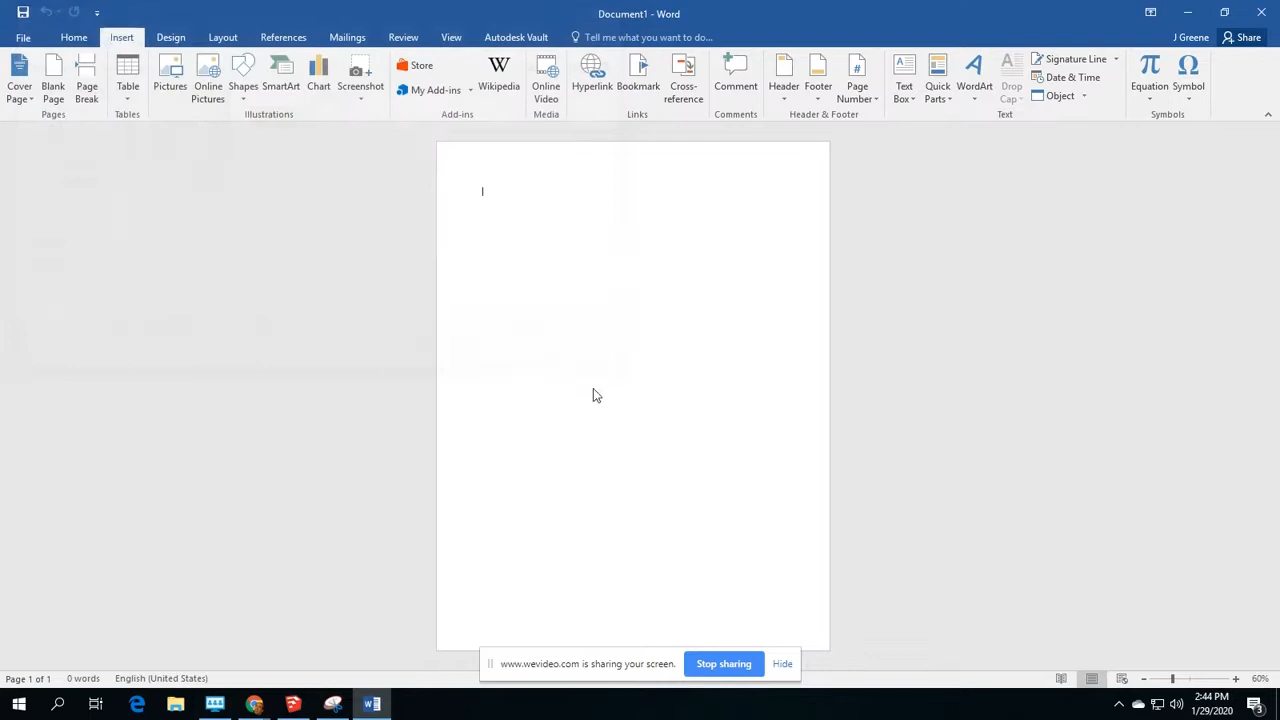 Document1 - Word
File Home Insert Design Layout References Mailings Review View Autodesk Vault Tell me what you want to do... J Greene Share
Cover Page Blank Page Page Break Table Pictures Online Pictures Shapes SmartArt Chart Screenshot Store My Add-ins Wikipedia Online Video Hyperlink Bookmark Cross-reference Comment Header Footer Page Number Text Box Quick Parts WordArt Drop Cap Signature Line Date & Time Object Equation Symbol
Pages Tables Illustrations Add-ins Media Links Comments Header & Footer Text Symbols
www.wevideo.com is sharing your screen. Stop sharing Hide
Page 1 of 1 0 words English (United States) 60%
2:44 PM
1/29/2020
3